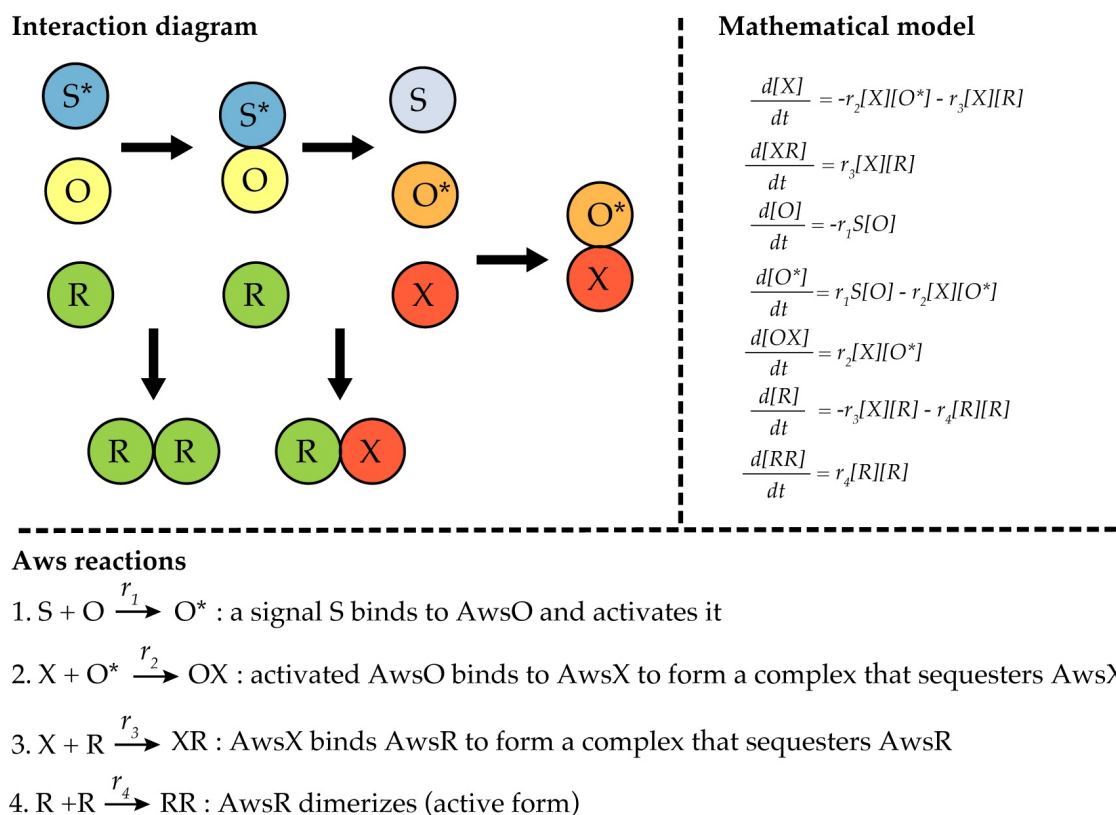 Interaction diagram
S*
S*
S
O
O
O*
O*
R
R
X
X
R R
R X
Mathematical model
d[X]/dt = -r₂[X][O*] - r₃[X][R]
d[XR]/dt = r₃[X][R]
d[O]/dt = -r₁S[O]
d[O*]/dt = r₁S[O] - r₂[X][O*]
d[OX]/dt = r₂[X][O*]
d[R]/dt = -r₃[X][R] - r₄[R][R]
d[RR]/dt = r₄[R][R]
Aws reactions
1. S + O r₁→ O* : a signal S binds to AwsO and activates it
2. X + O* r₂→ OX : activated AwsO binds to AwsX to form a complex that sequesters AwsX
3. X + R r₃→ XR : AwsX binds AwsR to form a complex that sequesters AwsR
4. R +R r₄→ RR : AwsR dimerizes (active form)